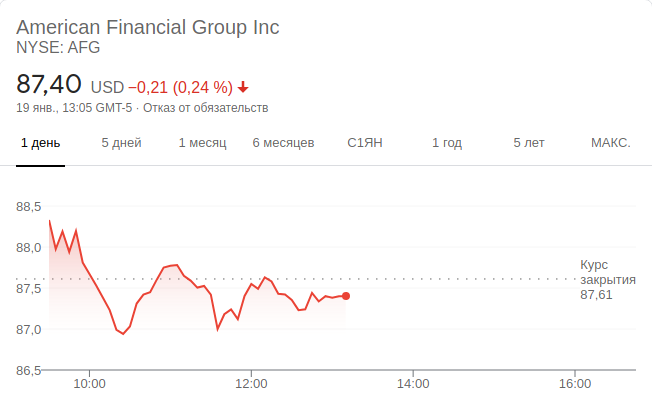 American Financial Group Inc
NYSE: AFG
87,40 USD −0,21 (0,24 %)
19 янв., 13:05 GMT-5 · Отказ от обязательств
1 день 5 дней 1 месяц 6 месяцев С1ЯН 1 год 5 лет МАКС.
88,5
88,0
Курс
закрытия
87,61
87,5
87,0
86,5
10:00 12:00 14:00 16:00